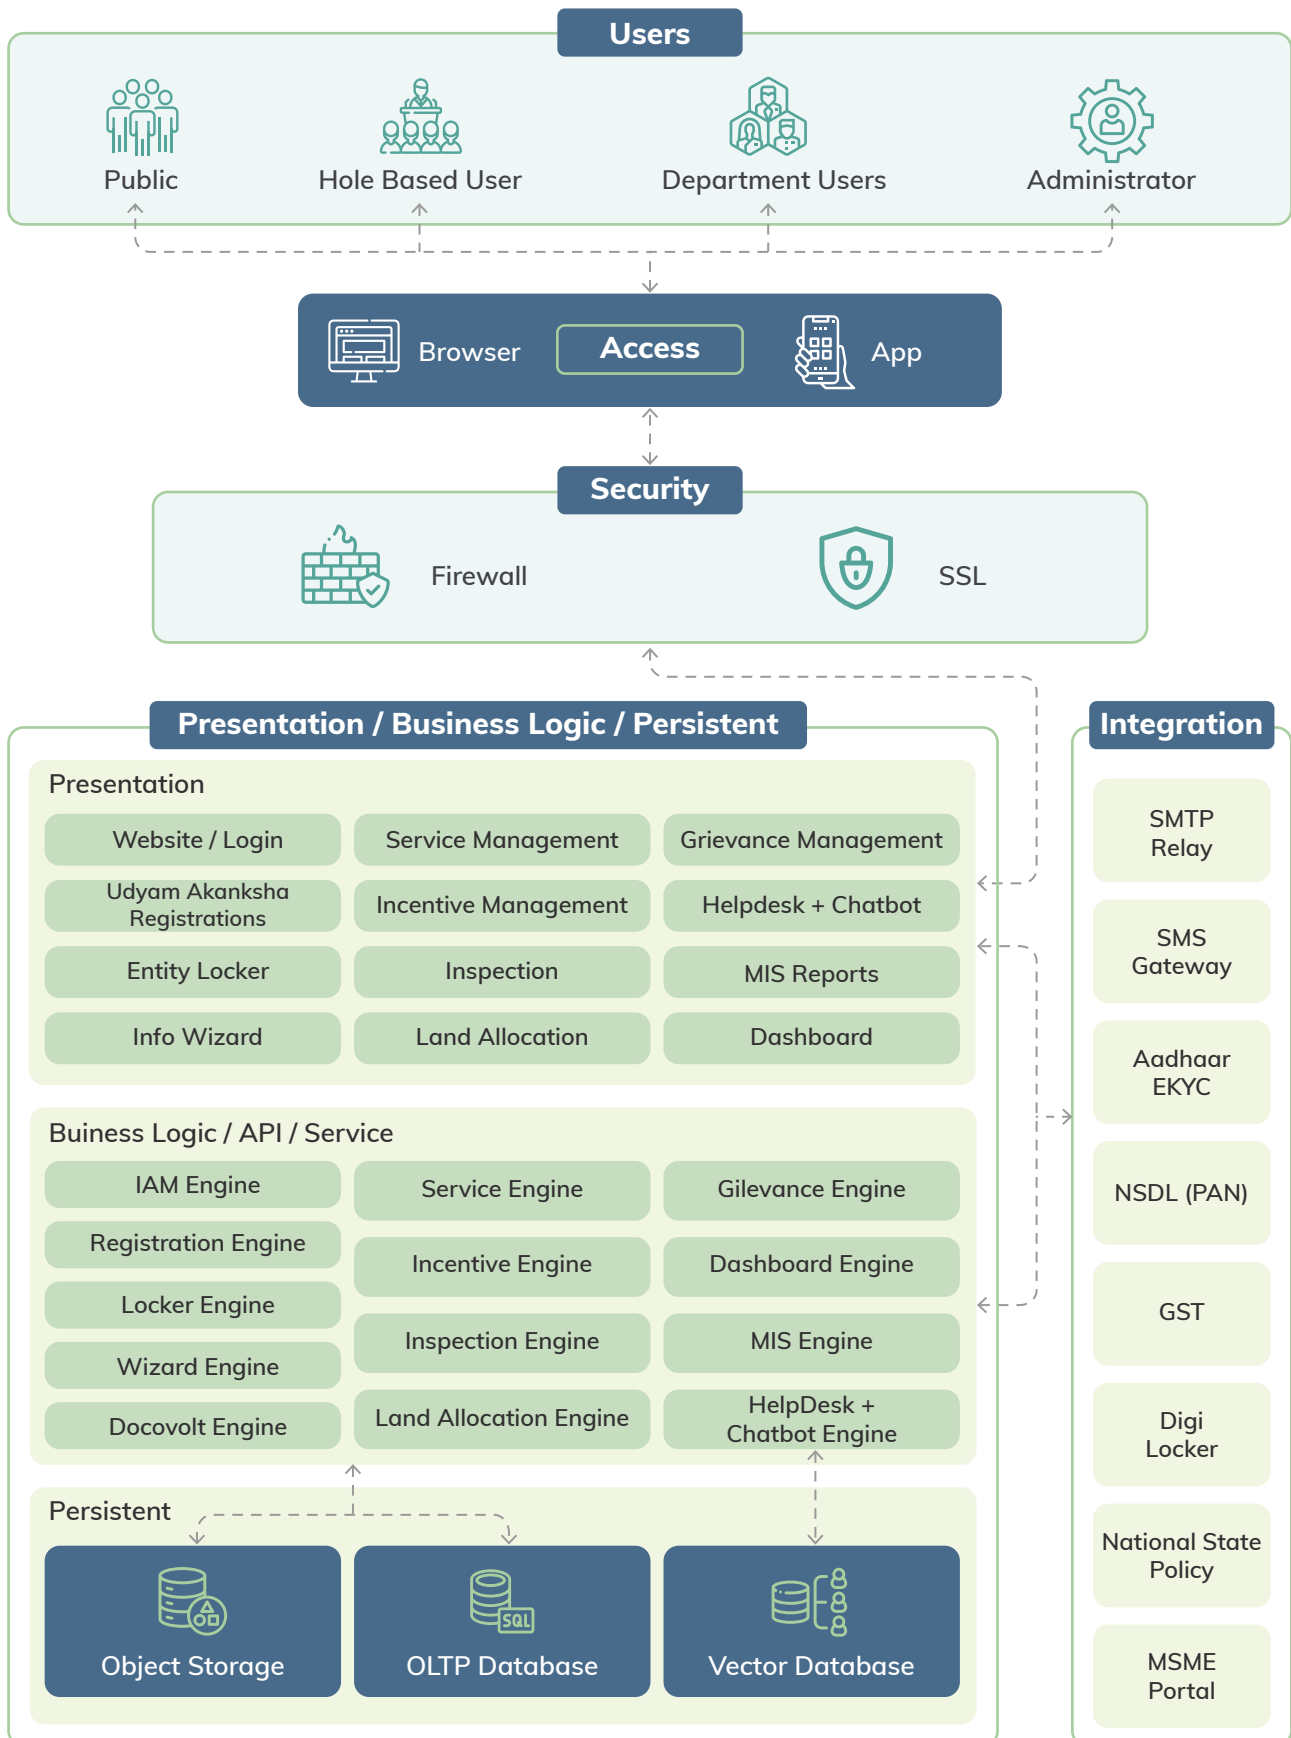 Users
Public
Hole Based User
Department Users
Administrator
Browser
Access
App
Security
Firewall
SSL
Presentation / Business Logic / Persistent
Presentation
Website / Login
Service Management
Grievance Management
Udyam Akanksha
Registrations
Incentive Management
Helpdesk + Chatbot
Entity Locker
Inspection
MIS Reports
Info Wizard
Land Allocation
Dashboard
Buiness Logic / API / Service
IAM Engine
Registration Engine
Locker Engine
Wizard Engine
Docovolt Engine
Service Engine
Incentive Engine
Inspection Engine
Land Allocation Engine
Gilevance Engine
Dashboard Engine
MIS Engine
HelpDesk +
Chatbot Engine
Persistent
Object Storage
SQL
OLTP Database
Vector Database
Integration
SMTP
Relay
SMS
Gateway
Aadhaar
EKYC
NSDL (PAN)
GST
Digi
Locker
National State
Policy
MSME
Portal